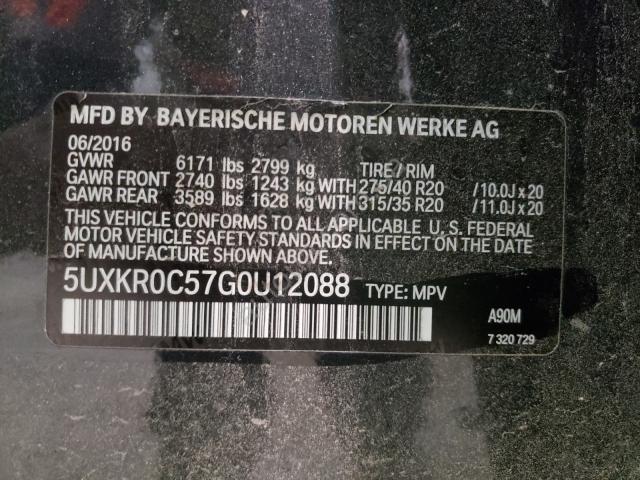 MFD BY BAYERISCHE MOTOREN WERKE AG
06/2016
GVWR 6171 lbs 2799 kg TIRE / RIM
GAWR FRONT 2740 lbs 1243 kg WITH 275/40 R20 /10.0J x 20
GAWR REAR 3589 lbs 1628 kg WITH 315/35 R20 /11.0J x 20
THIS VEHICLE CONFORMS TO ALL APPLICABLE U. S. FEDERAL
MOTOR VEHICLE SAFETY STANDARDS IN EFFECT ON THE DATE
OF MANUFACTURE SHOWN ABOVE.
5UXKR0C57G0U12088 TYPE: MPV
A90M
7 320 729